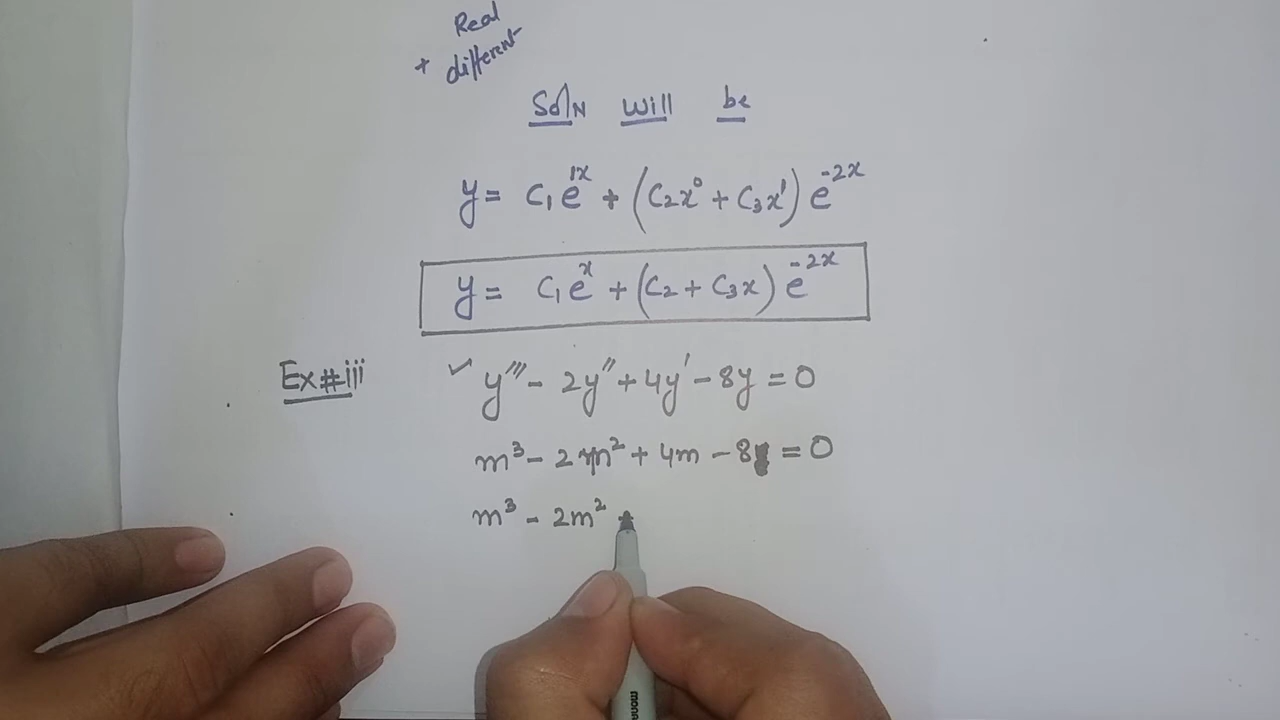 Real
+ different
Soln will be
y = C₁e^{1x} + (C₂x⁰ + C₃x¹) e^{-2x}
y = C₁e^{x} + (C₂ + C₃x) e^{-2x}
Ex#iii ✓ y''' - 2y'' + 4y' - 8y = 0
m³ - 2m² + 4m - 8 = 0
m³ - 2m² +